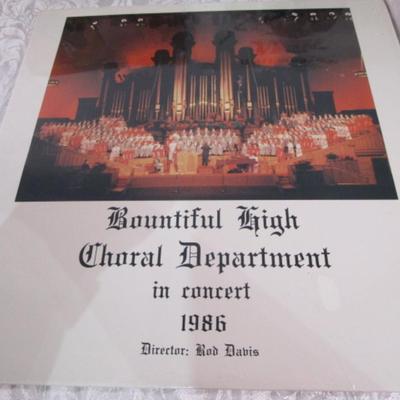 Bountiful High
Choral Department
in concert
1986
Director: Rod Davis